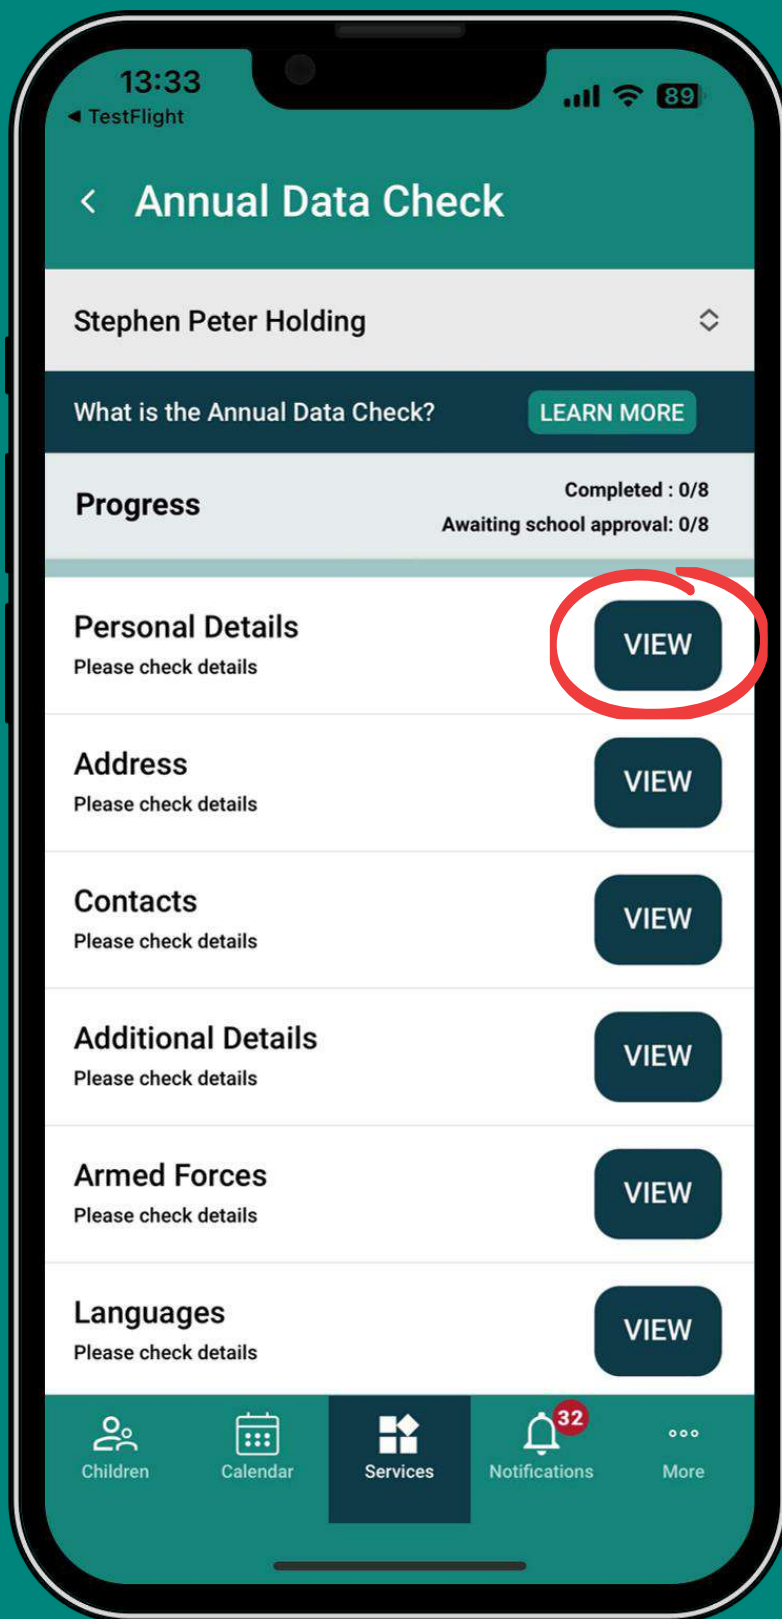 13:33
◀ TestFlight
89
Annual Data Check
Stephen Peter Holding
What is the Annual Data Check?
LEARN MORE
Progress
Completed : 0/8
Awaiting school approval: 0/8
Personal Details
Please check details
VIEW
Address
Please check details
VIEW
Contacts
Please check details
VIEW
Additional Details
Please check details
VIEW
Armed Forces
Please check details
VIEW
Languages
Please check details
VIEW
32
Children
Calendar
Services
Notifications
More